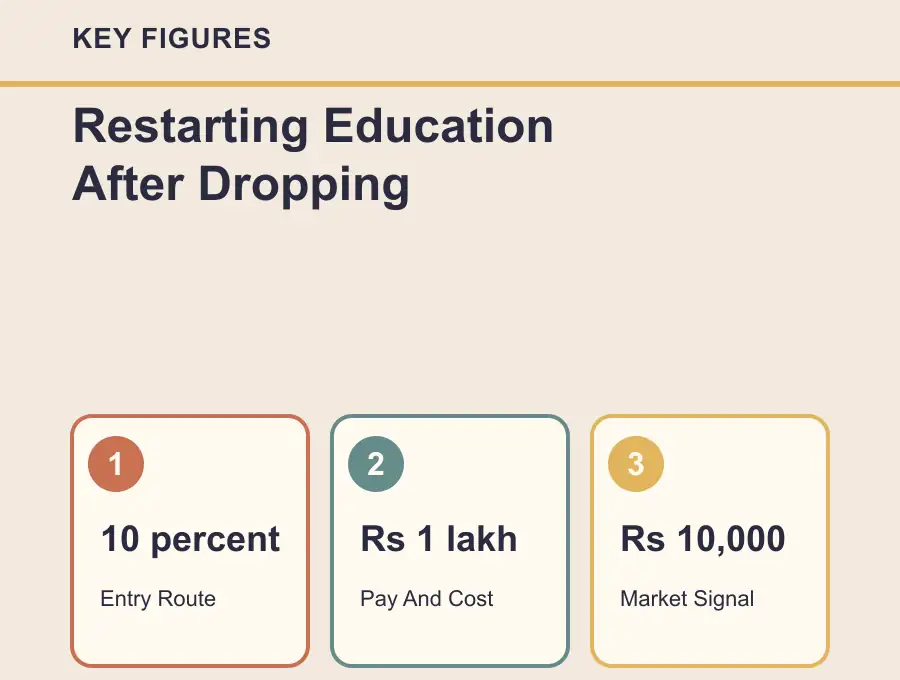 KEY FIGURES
Restarting Education
After Dropping
1
10 percent
Entry Route
2
Rs 1 lakh
Pay And Cost
3
Rs 10,000
Market Signal